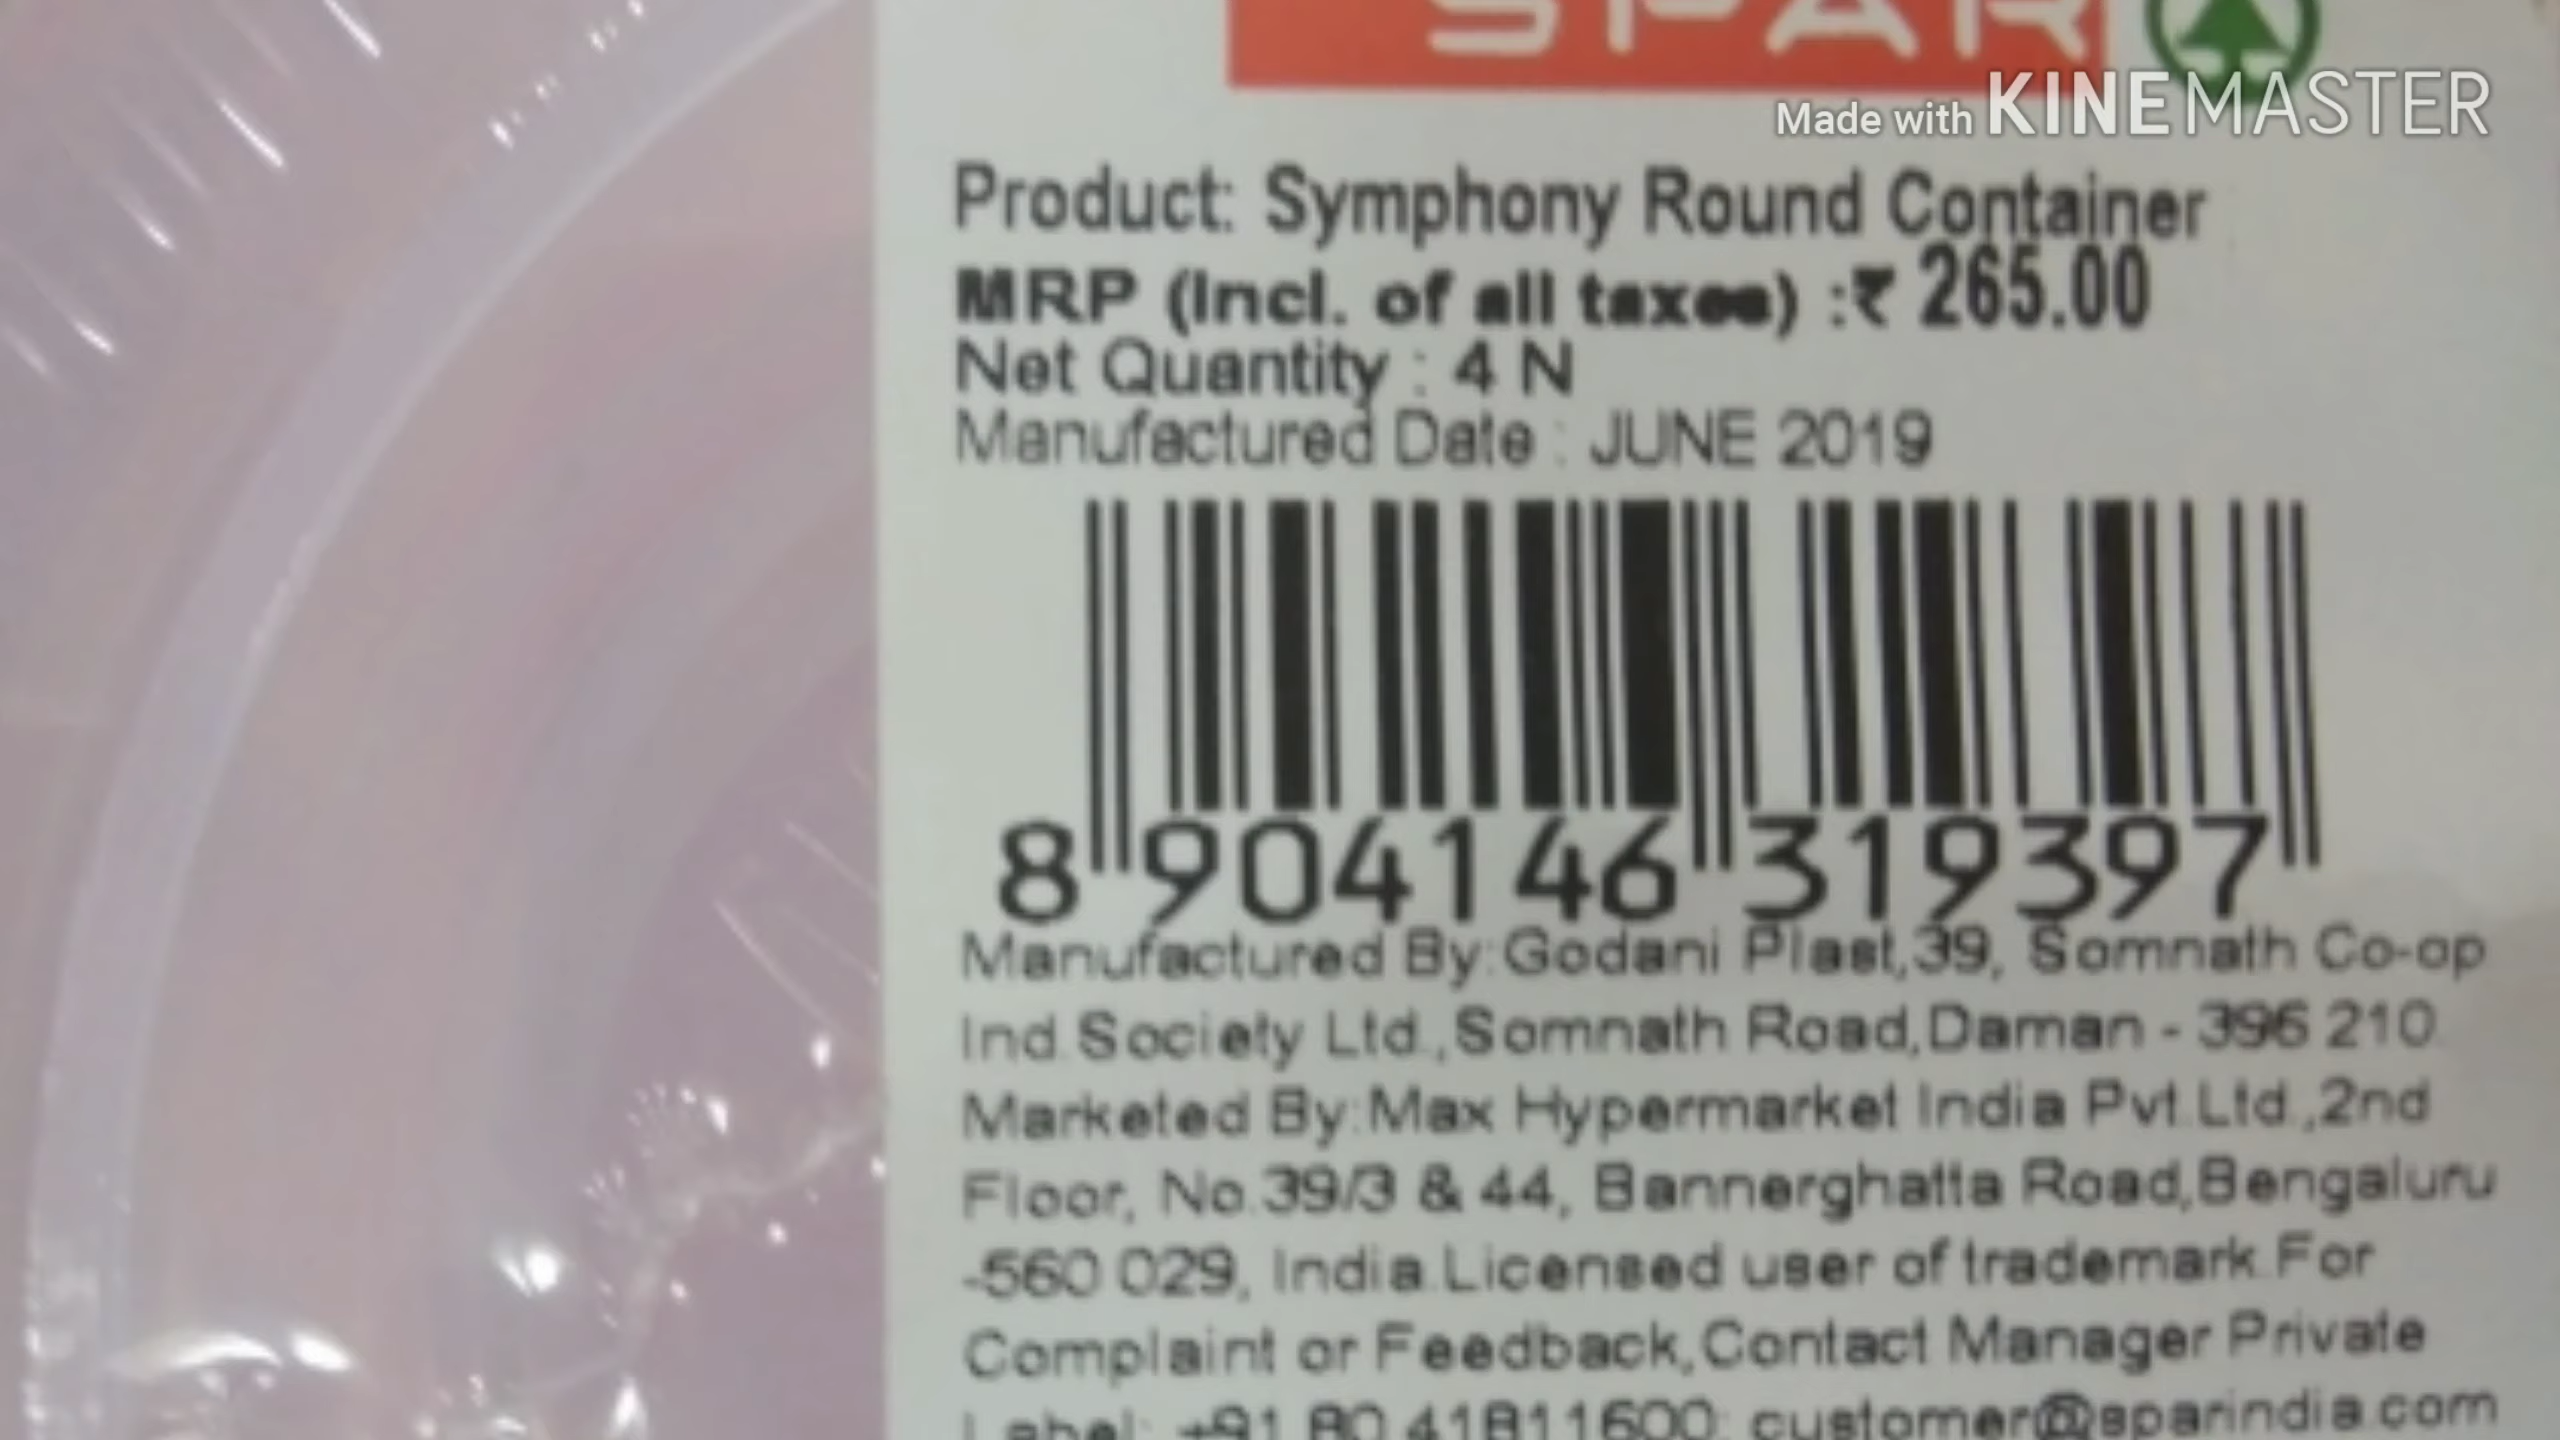 SPAR
Made with KINEMASTER
Product: Symphony Round Container
MRP (Incl. of all taxes) :₹ 265.00
Net Quantity : 4 N
Manufactured Date : JUNE 2019
8 904146 319397
Manufactured By:Godani Plast,39, Somnath Co-op
Ind.Society Ltd.,Somnath Road,Daman - 396 210.
Marketed By:Max Hypermarket India Pvt.Ltd.,2nd
Floor, No.39/3 & 44, Bannerghatta Road,Bengaluru
-560 029, India.Licensed user of trademark.For
Complaint or Feedback,Contact Manager Private
Label: +91 80 41811600; customer@sparindia.com